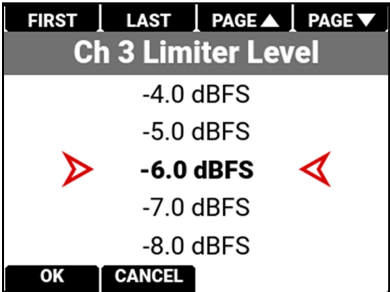 FIRST LAST PAGE▲ PAGE▼
Ch 3 Limiter Level
-4.0 dBFS
-5.0 dBFS
-6.0 dBFS
-7.0 dBFS
-8.0 dBFS
OK CANCEL